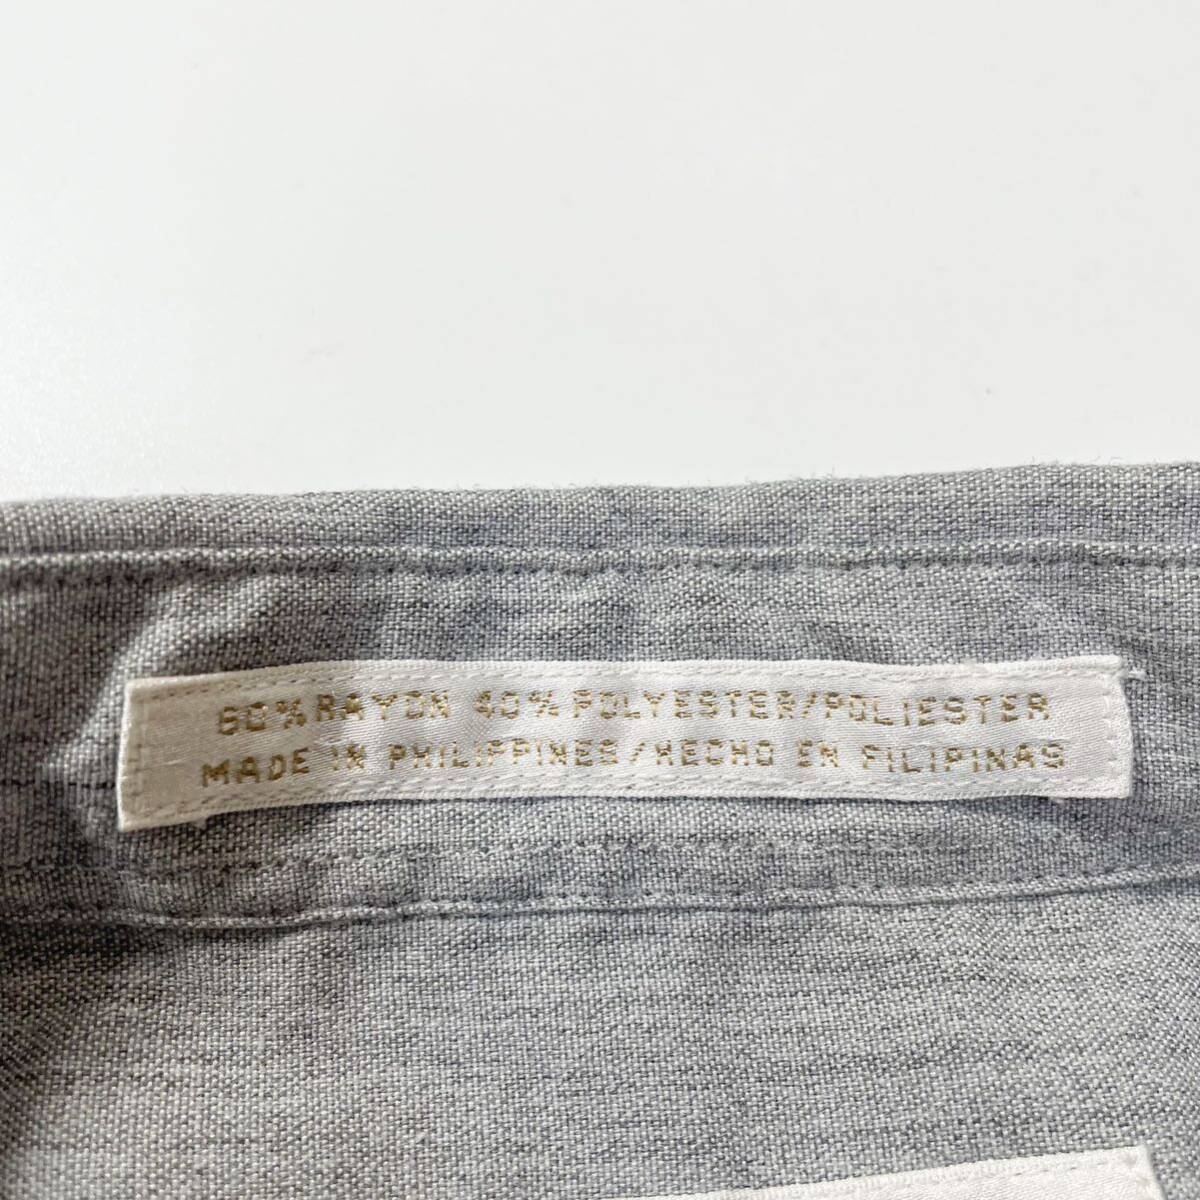 60% RAYON 40% POLYESTER/POLIESTER
MADE IN PHILIPPINES/HECHO EN FILIPINAS